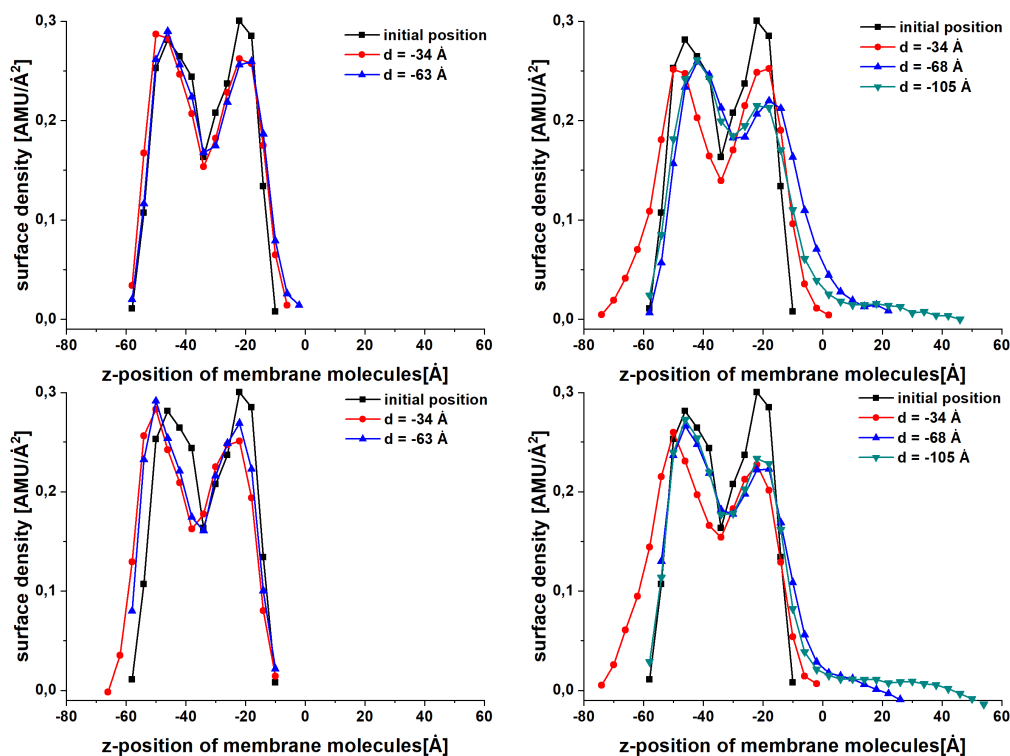 surface density [AMU/Å²]
0,3
0,2
0,1
0,0
-80 -60 -40 -20 0 20 40 60
z-position of membrane molecules[Å]
initial position
d = -34 Å
d = -63 Å
surface density [AMU/Å²]
0,3
0,2
0,1
0,0
-80 -60 -40 -20 0 20 40 60
z-position of membrane molecules[Å]
initial position
d = -34 Å
d = -68 Å
d = -105 Å
surface density [AMU/Å²]
0,3
0,2
0,1
0,0
-80 -60 -40 -20 0 20 40 60
z-position of membrane molecules[Å]
initial position
d = -34 Å
d = -63 Å
surface density [AMU/Å²]
0,3
0,2
0,1
0,0
-80 -60 -40 -20 0 20 40 60
z-position of membrane molecules[Å]
initial position
d = -34 Å
d = -68 Å
d = -105 Å